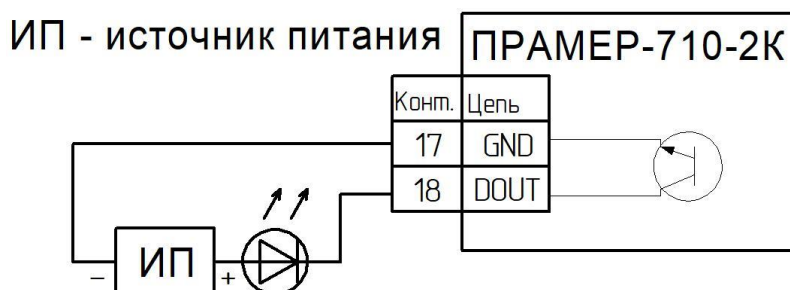 ИП - источник питания
ПРАМЕР-710-2К
Конт. Цепь
17 GND
18 DOUT
- ИП +